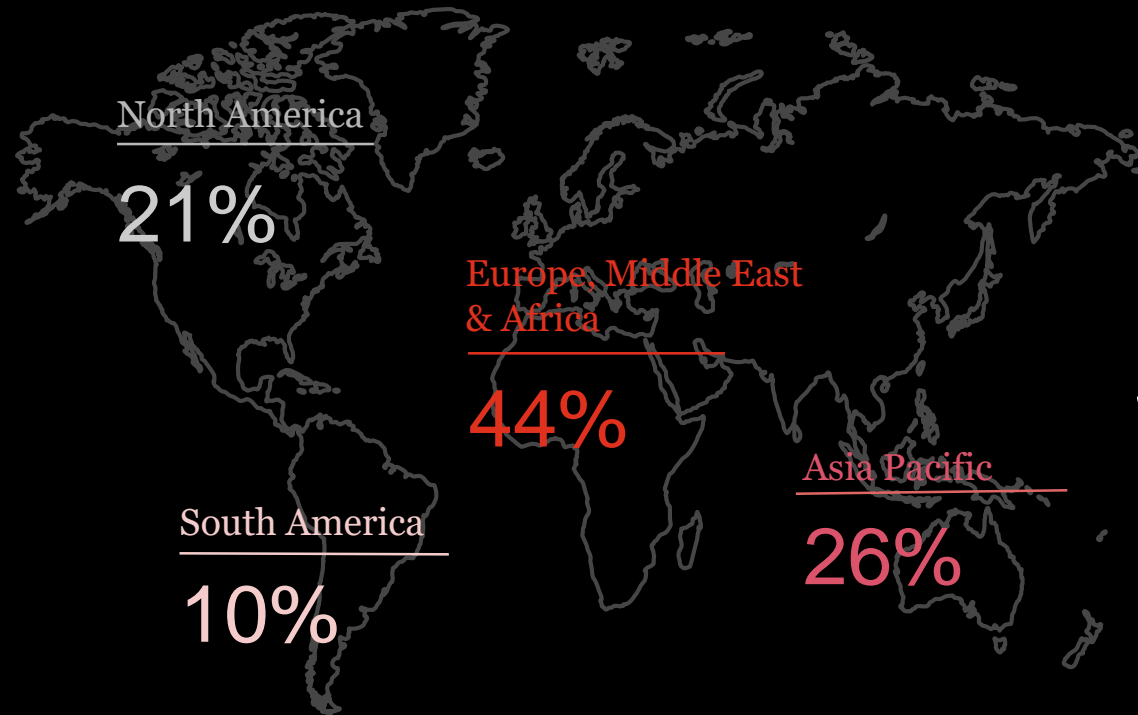 North America
21%
Europe, Middle East
& Africa
44%
Asia Pacific
26%
South America
10%